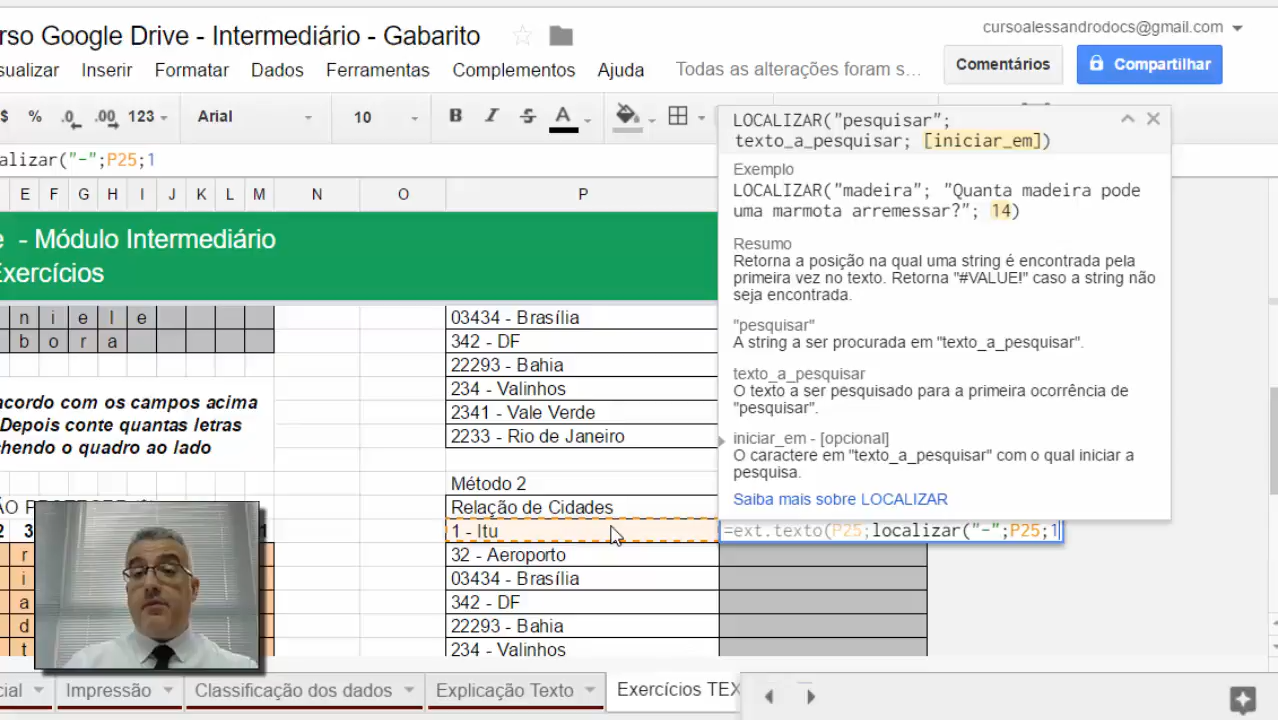 rso Google Drive - Intermediário - Gabarito
cursoalessandrodocs@gmail.com
sualizar Inserir Formatar Dados Ferramentas Complementos Ajuda Todas as alterações foram s...
Comentários Compartilhar
$ % .0 .00 123 Arial 10 B I S A
alizar("-";P25;1
LOCALIZAR("pesquisar";
texto_a_pesquisar; [iniciar_em])
Exemplo
LOCALIZAR("madeira"; "Quanta madeira pode
uma marmota arremessar?"; 14)
Resumo
Retorna a posição na qual uma string é encontrada pela
primeira vez no texto. Retorna "#VALUE!" caso a string não
seja encontrada.
"pesquisar"
A string a ser procurada em "texto_a_pesquisar".
texto_a_pesquisar
O texto a ser pesquisado para a primeira ocorrência de
"pesquisar".
iniciar_em - [opcional]
O caractere em "texto_a_pesquisar" com o qual iniciar a
pesquisa.
Saiba mais sobre LOCALIZAR
E F G H I J K L M N O P
e - Módulo Intermediário
Exercícios
n i e l e
b o r a
acordo com os campos acima
Depois conte quantas letras
chendo o quadro ao lado
ÃO PROTEGER
2 3 1
r
i
a
d
t
03434 - Brasília
342 - DF
22293 - Bahia
234 - Valinhos
2341 - Vale Verde
2233 - Rio de Janeiro
Método 2
Relação de Cidades
1 - Itu =ext.texto(P25;localizar("-";P25;1
32 - Aeroporto
03434 - Brasília
342 - DF
22293 - Bahia
234 - Valinhos
cial Impressão Classificação dos dados Explicação Texto Exercícios TEX